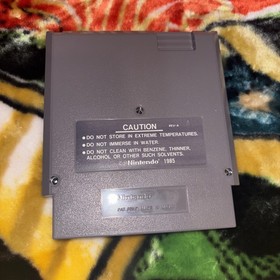 CAUTION
● DO NOT STORE IN EXTREME TEMPERATURES.
● DO NOT IMMERSE IN WATER.
● DO NOT CLEAN WITH BENZENE, THINNER,
ALCOHOL OR OTHER SUCH SOLVENTS.
© Nintendo® 1985
Nintendo